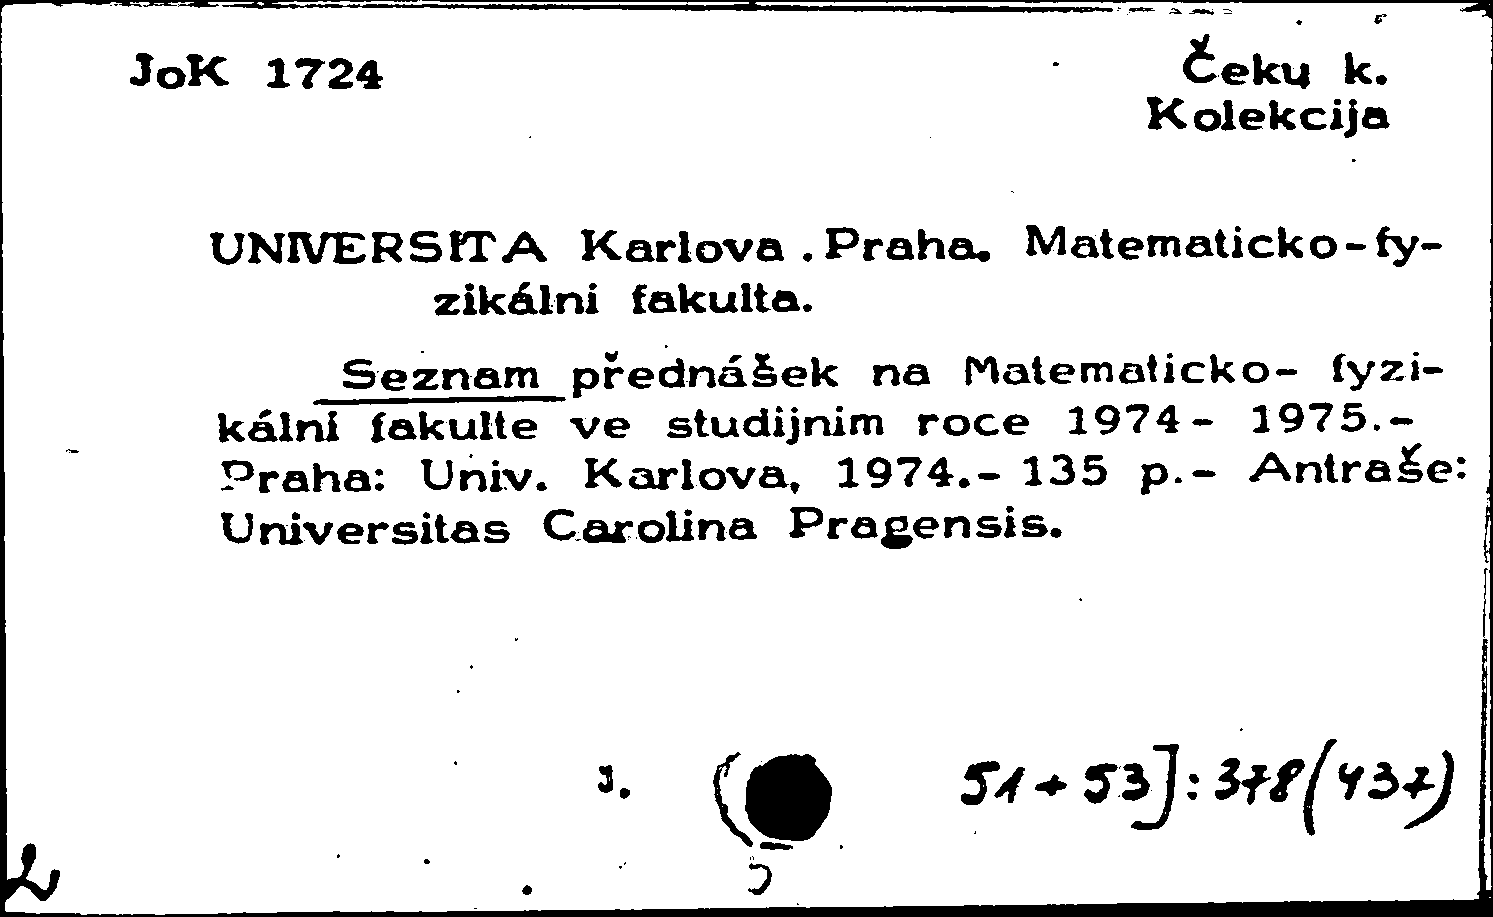 JoK 1724
Čekų k.
Kolekcija
UNIVERSITA Karlova. Praha. Matematicko-fy-
zikálni fakulta.
Seznam přednášek na Matematicko- fyzi-
kálni fakulte ve studijnim roce 1974- 1975.-
Praha: Univ. Karlova, 1974.- 135 p.- Antraše:
Universitas Carolina Pragensis.
51+53]:378(437)